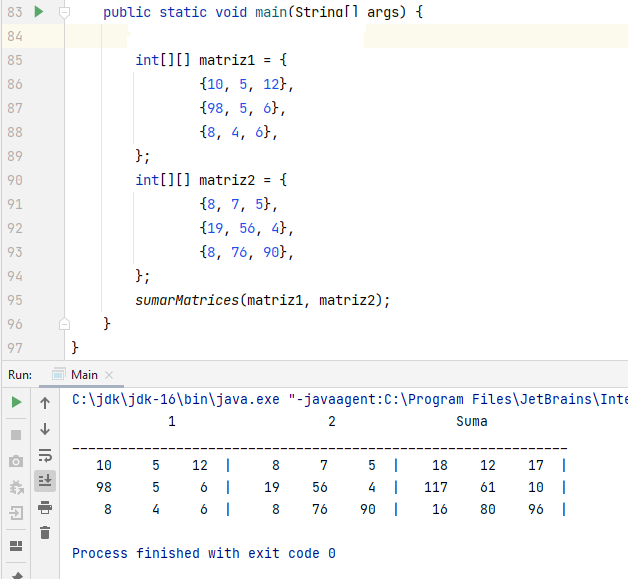 83 public static void main(String[] args) {
84
85 int[][] matriz1 = {
86 {10, 5, 12},
87 {98, 5, 6},
88 {8, 4, 6},
89 };
90 int[][] matriz2 = {
91 {8, 7, 5},
92 {19, 56, 4},
93 {8, 76, 90},
94 };
95 sumarMatrices(matriz1, matriz2);
96 }
97 }
Run: Main ×
C:\jdk\jdk-16\bin\java.exe "-javaagent:C:\Program Files\JetBrains\Inte
1 2 Suma
______________________________________________________________
10 5 12 | 8 7 5 | 18 12 17 |
98 5 6 | 19 56 4 | 117 61 10 |
8 4 6 | 8 76 90 | 16 80 96 |
Process finished with exit code 0